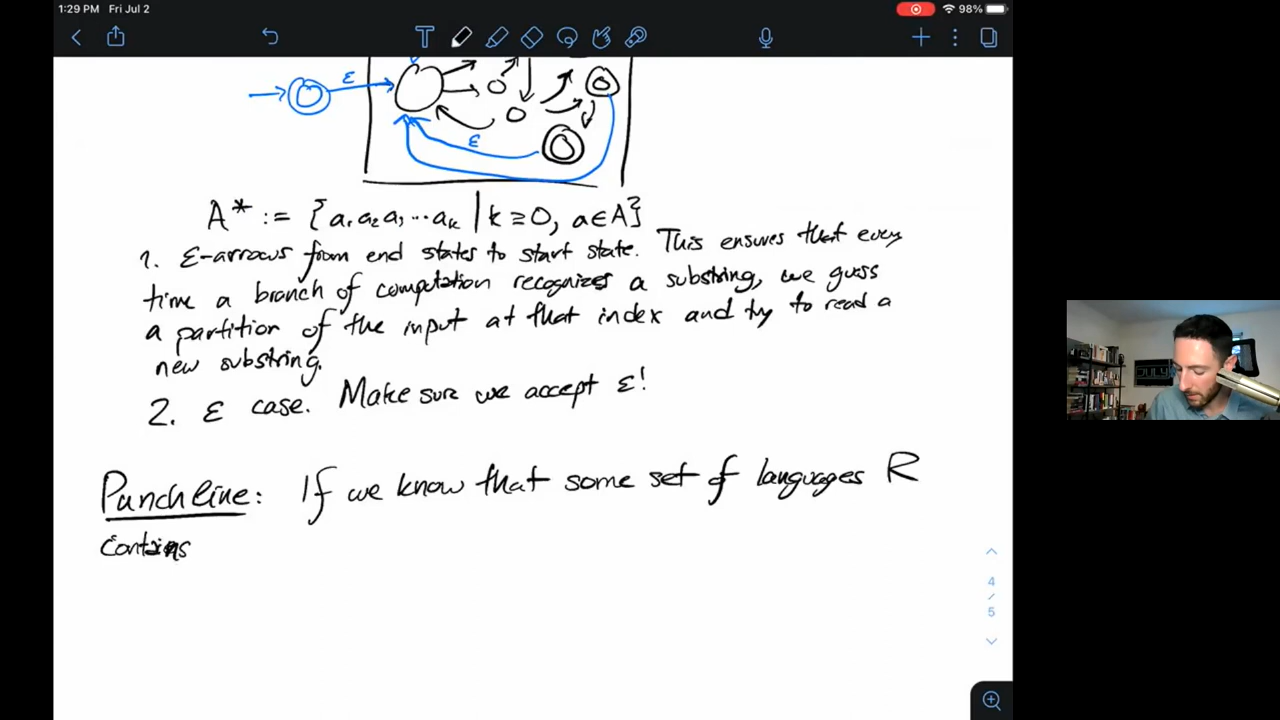 1:29 PM Fri Jul 2
98%
T
ε
ε
A* := {a₁a₂a₃...aₖ | k ≥ 0, a ∈ A}
1. ε-arrows from end states to start state. This ensures that every
time a branch of computation recognizes a substring, we guess
a partition of the input at that index and try to read a
new substring.
2. ε case. Make sure we accept ε!
Punchline: If we know that some set of languages R
contains
4
/
5
JULY